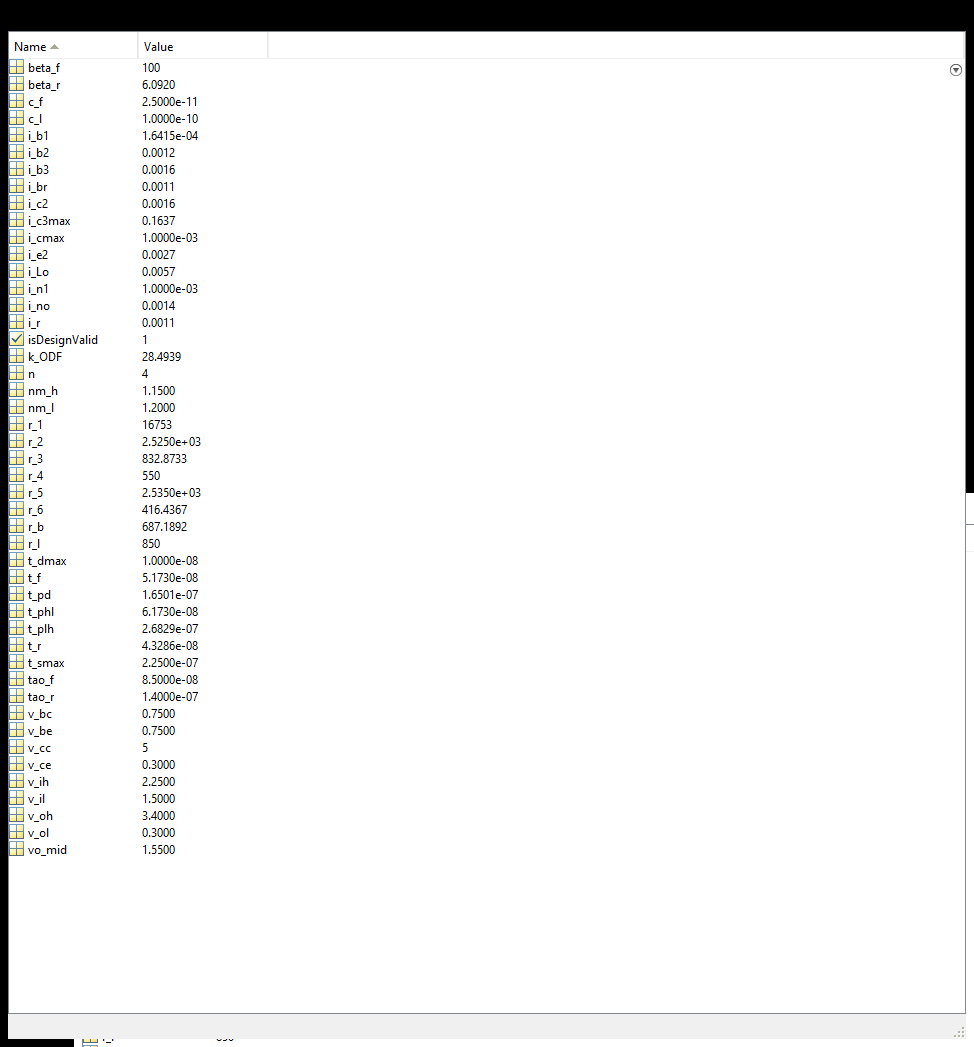 Name Value
beta_f 100
beta_r 6.0920
c_f 2.5000e-11
c_l 1.0000e-10
i_b1 1.6415e-04
i_b2 0.0012
i_b3 0.0016
i_br 0.0011
i_c2 0.0016
i_c3max 0.1637
i_cmax 1.0000e-03
i_e2 0.0027
i_Lo 0.0057
i_n1 1.0000e-03
i_no 0.0014
i_r 0.0011
isDesignValid 1
k_ODF 28.4939
n 4
nm_h 1.1500
nm_l 1.2000
r_1 16753
r_2 2.5250e+03
r_3 832.8733
r_4 550
r_5 2.5350e+03
r_6 416.4367
r_b 687.1892
r_l 850
t_dmax 1.0000e-08
t_f 5.1730e-08
t_pd 1.6501e-07
t_phl 6.1730e-08
t_plh 2.6829e-07
t_r 4.3286e-08
t_smax 2.2500e-07
tao_f 8.5000e-08
tao_r 1.4000e-07
v_bc 0.7500
v_be 0.7500
v_cc 5
v_ce 0.3000
v_ih 2.2500
v_il 1.5000
v_oh 3.4000
v_ol 0.3000
vo_mid 1.5500